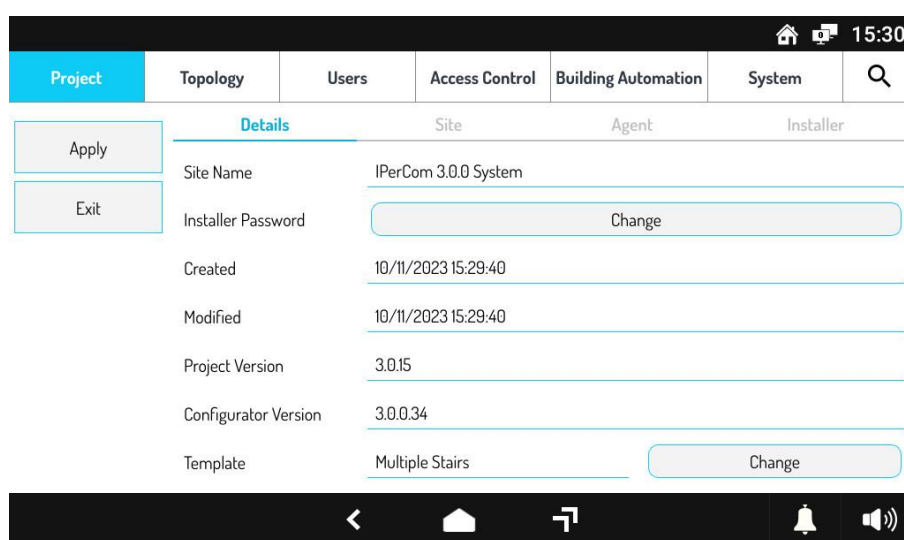 15:30
Project Topology Users Access Control Building Automation System
Details Site Agent Installer
Apply
Exit
Site Name IPerCom 3.0.0 System
Installer Password Change
Created 10/11/2023 15:29:40
Modified 10/11/2023 15:29:40
Project Version 3.0.15
Configurator Version 3.0.0.34
Template Multiple Stairs Change